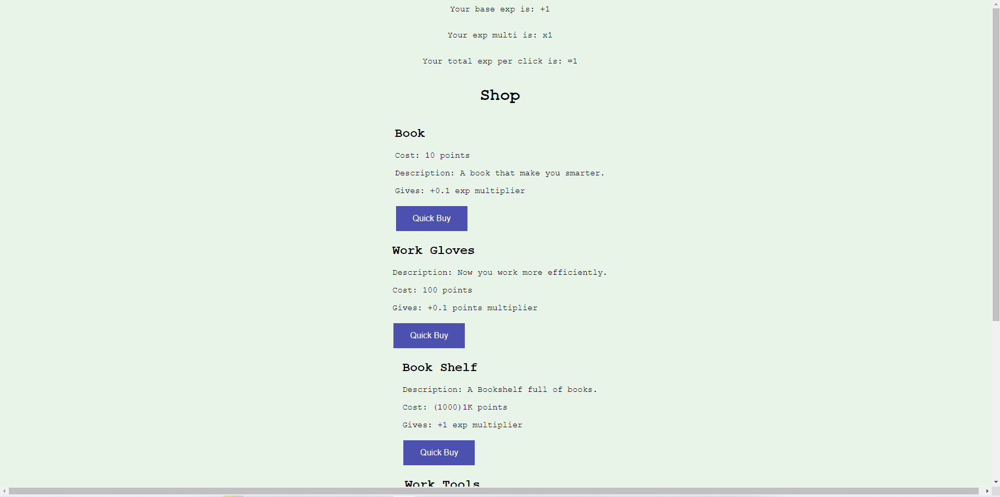 Your base exp is: +1
Your exp multi is: x1
Your total exp per click is: =1
Shop
Book
Cost: 10 points
Description: A book that make you smarter.
Gives: +0.1 exp multiplier
Quick Buy
Work Gloves
Description: Now you work more efficiently.
Cost: 100 points
Gives: +0.1 points multiplier
Quick Buy
Book Shelf
Description: A Bookshelf full of books.
Cost: (1000)1K points
Gives: +1 exp multiplier
Quick Buy
Work Tools